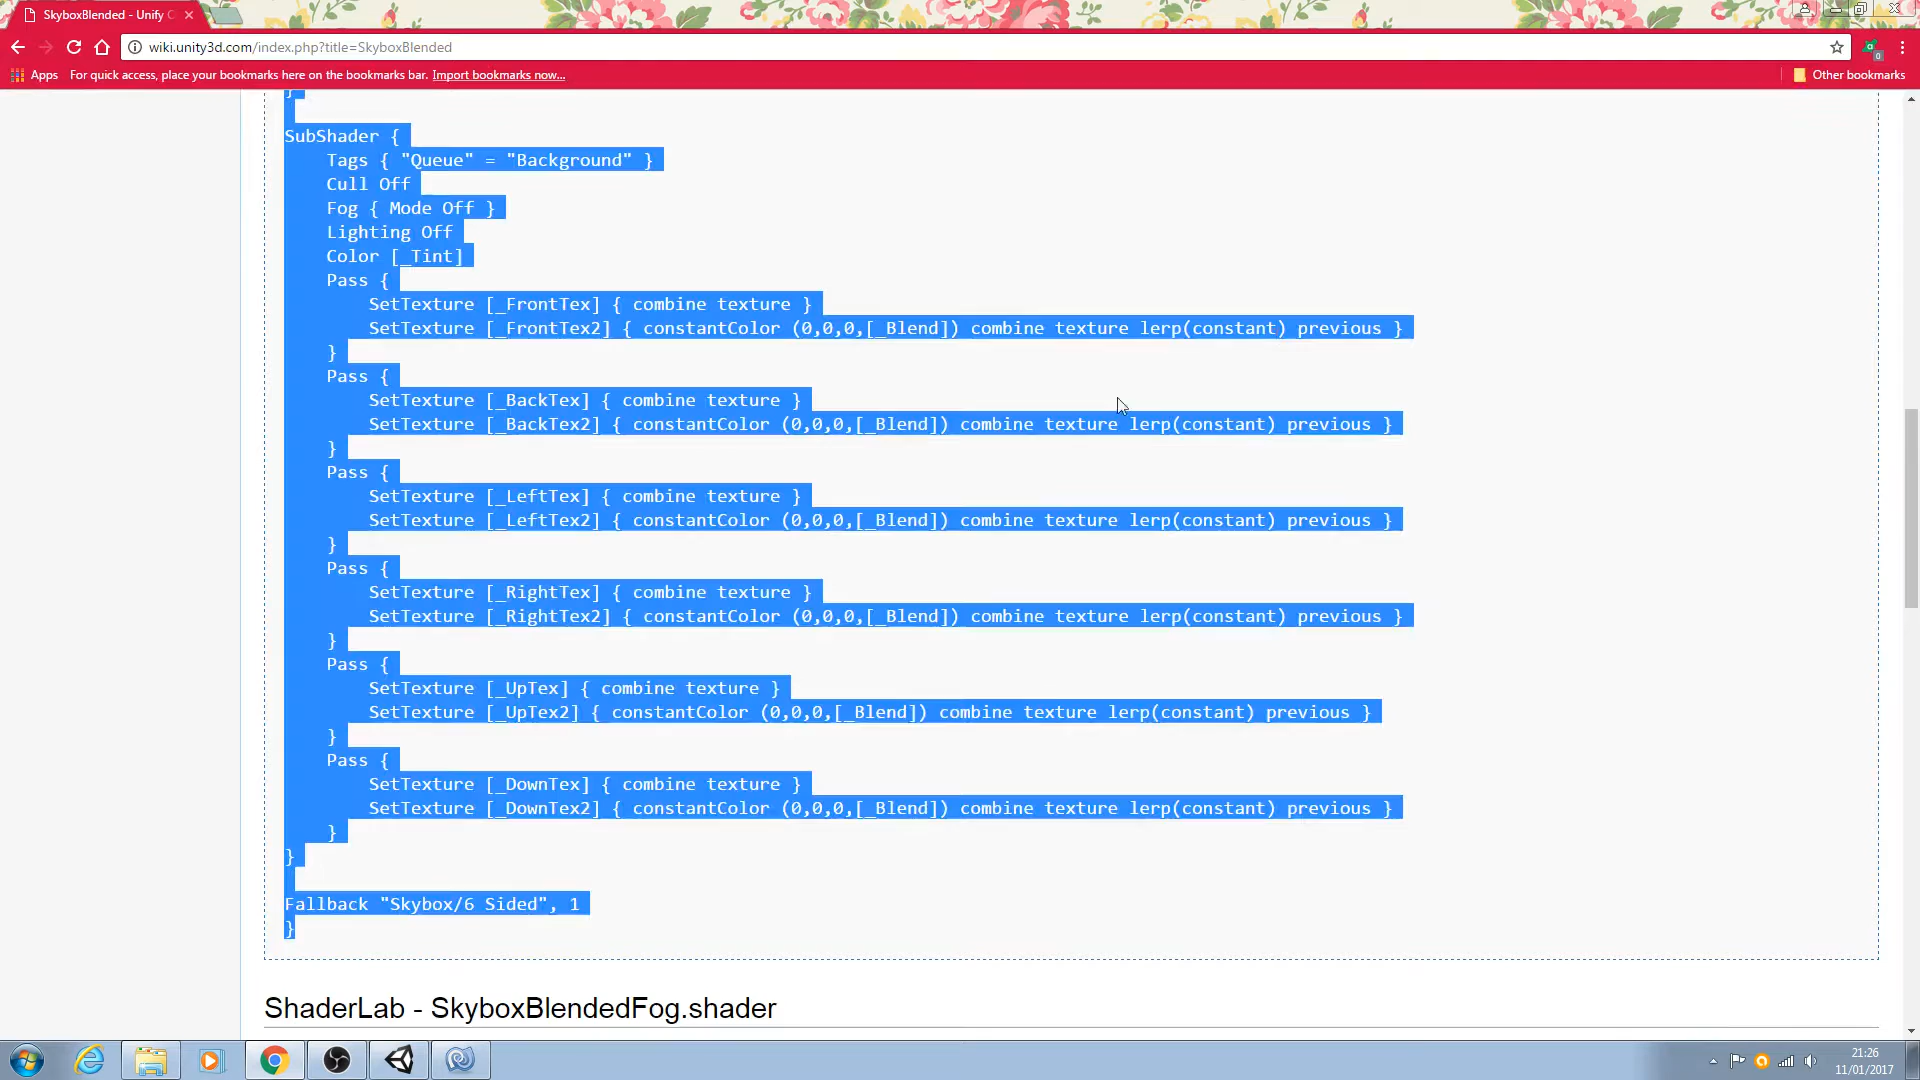 SkyboxBlended - Unify C
wiki.unity3d.com/index.php?title=SkyboxBlended
Apps For quick access, place your bookmarks here on the bookmarks bar. Import bookmarks now... Other bookmarks
}
SubShader {
Tags { "Queue" = "Background" }
Cull Off
Fog { Mode Off }
Lighting Off
Color [_Tint]
Pass {
SetTexture [_FrontTex] { combine texture }
SetTexture [_FrontTex2] { constantColor (0,0,0,[_Blend]) combine texture lerp(constant) previous }
}
Pass {
SetTexture [_BackTex] { combine texture }
SetTexture [_BackTex2] { constantColor (0,0,0,[_Blend]) combine texture lerp(constant) previous }
}
Pass {
SetTexture [_LeftTex] { combine texture }
SetTexture [_LeftTex2] { constantColor (0,0,0,[_Blend]) combine texture lerp(constant) previous }
}
Pass {
SetTexture [_RightTex] { combine texture }
SetTexture [_RightTex2] { constantColor (0,0,0,[_Blend]) combine texture lerp(constant) previous }
}
Pass {
SetTexture [_UpTex] { combine texture }
SetTexture [_UpTex2] { constantColor (0,0,0,[_Blend]) combine texture lerp(constant) previous }
}
Pass {
SetTexture [_DownTex] { combine texture }
SetTexture [_DownTex2] { constantColor (0,0,0,[_Blend]) combine texture lerp(constant) previous }
}
}
Fallback "Skybox/6 Sided", 1
}
ShaderLab - SkyboxBlendedFog.shader
21:26
11/01/2017